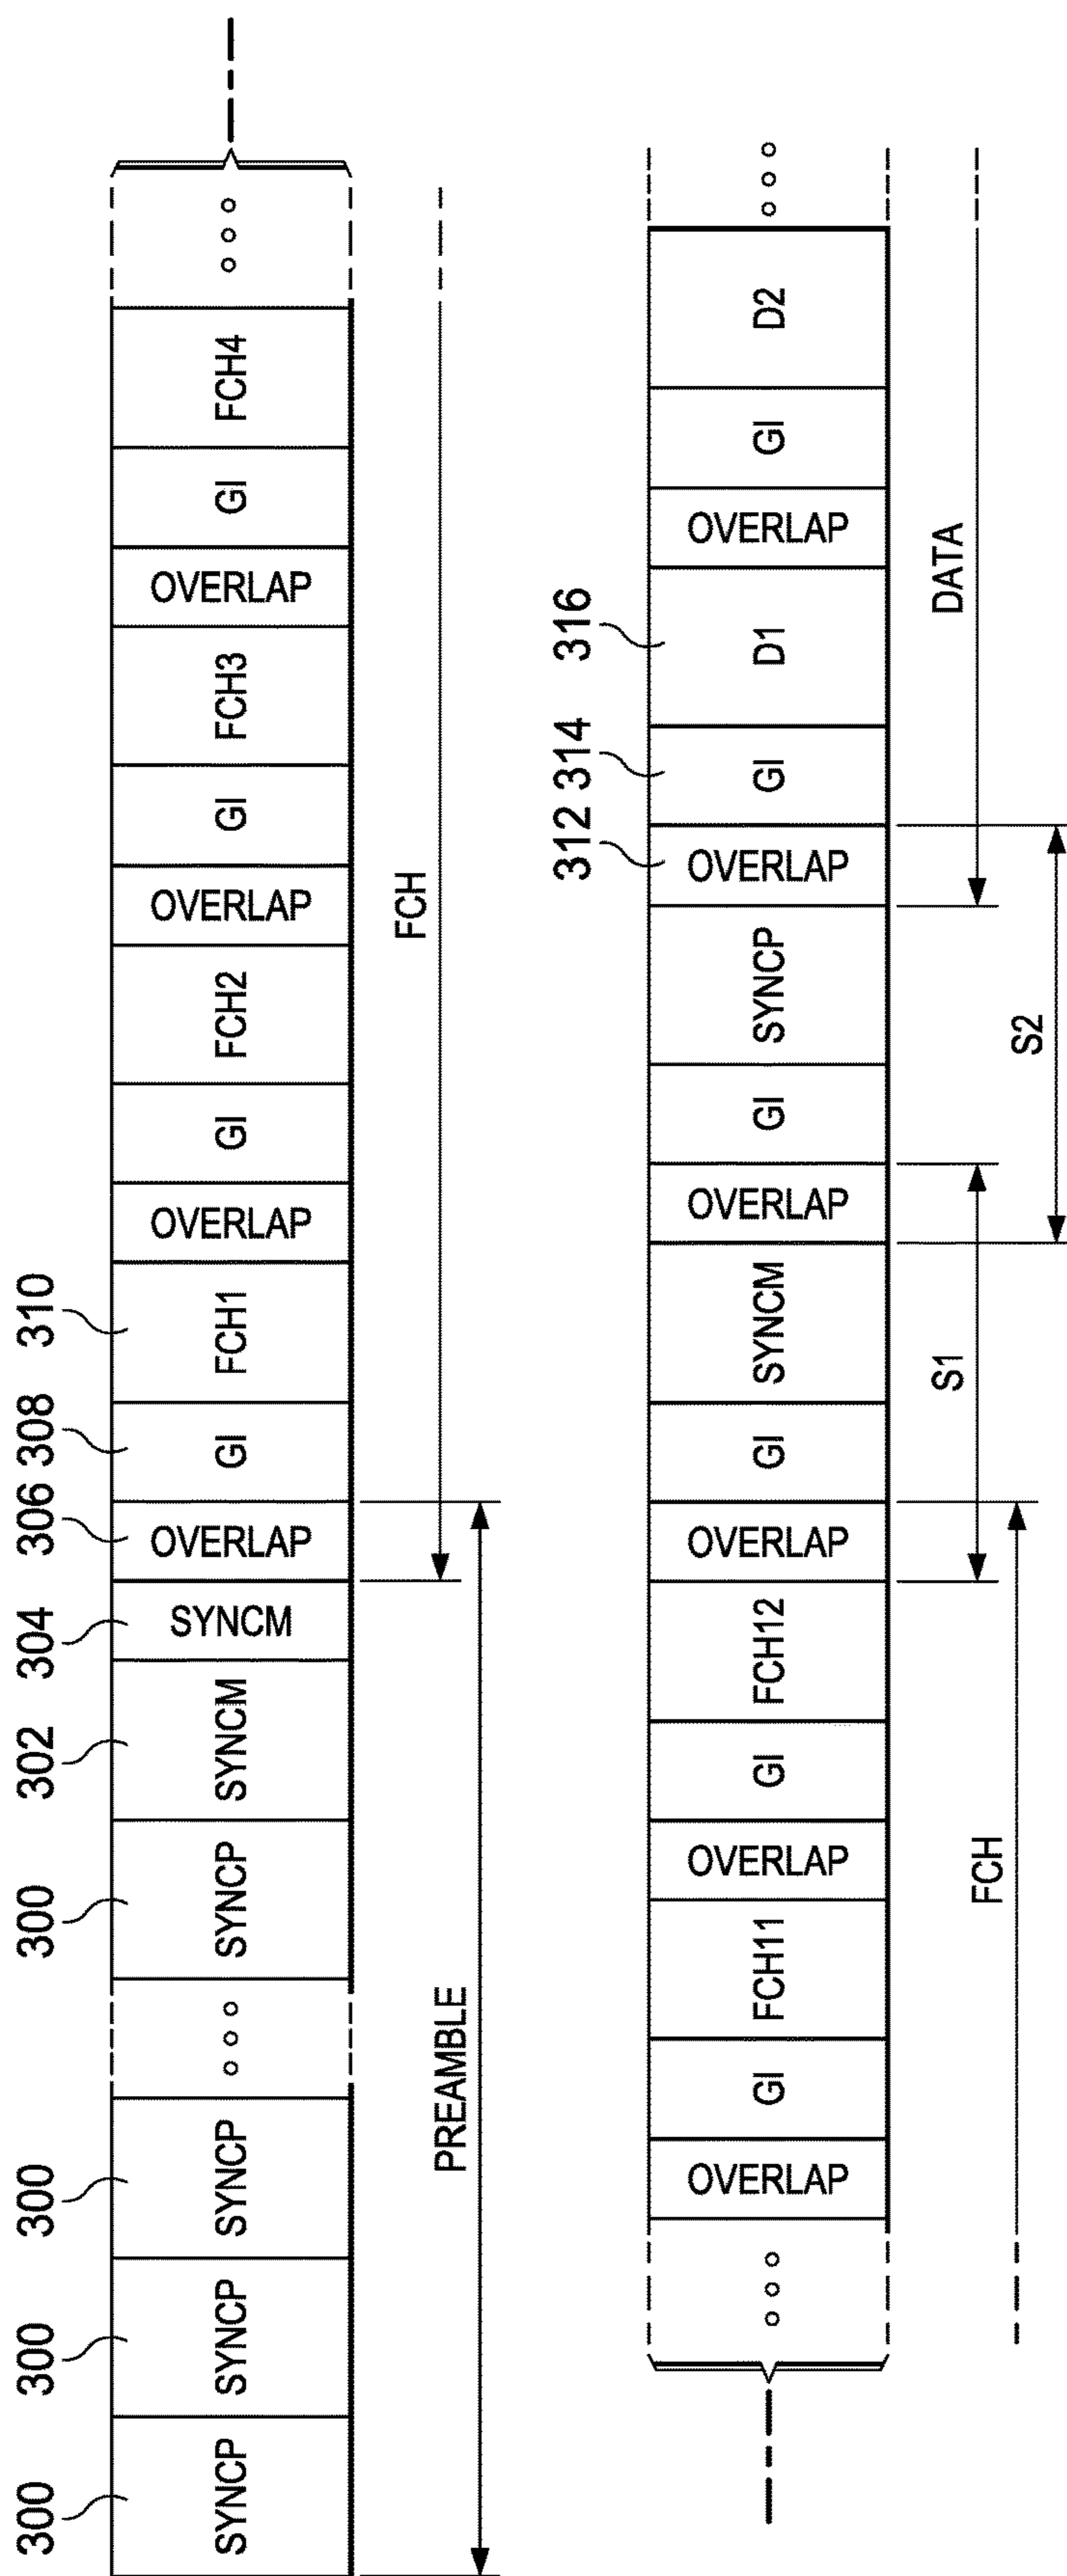 300 300 300 300 302 304 306 308 310
SYNCP SYNCP SYNCP SYNCP SYNCM SYNCM OVERLAP GI FCH1 OVERLAP GI FCH2 OVERLAP GI FCH3 OVERLAP GI FCH4
FCH
PREAMBLE
312 314 316
OVERLAP GI FCH11 OVERLAP GI FCH12 OVERLAP GI SYNCM OVERLAP GI SYNCP OVERLAP GI D1 OVERLAP GI D2
S1 DATA
FCH S2